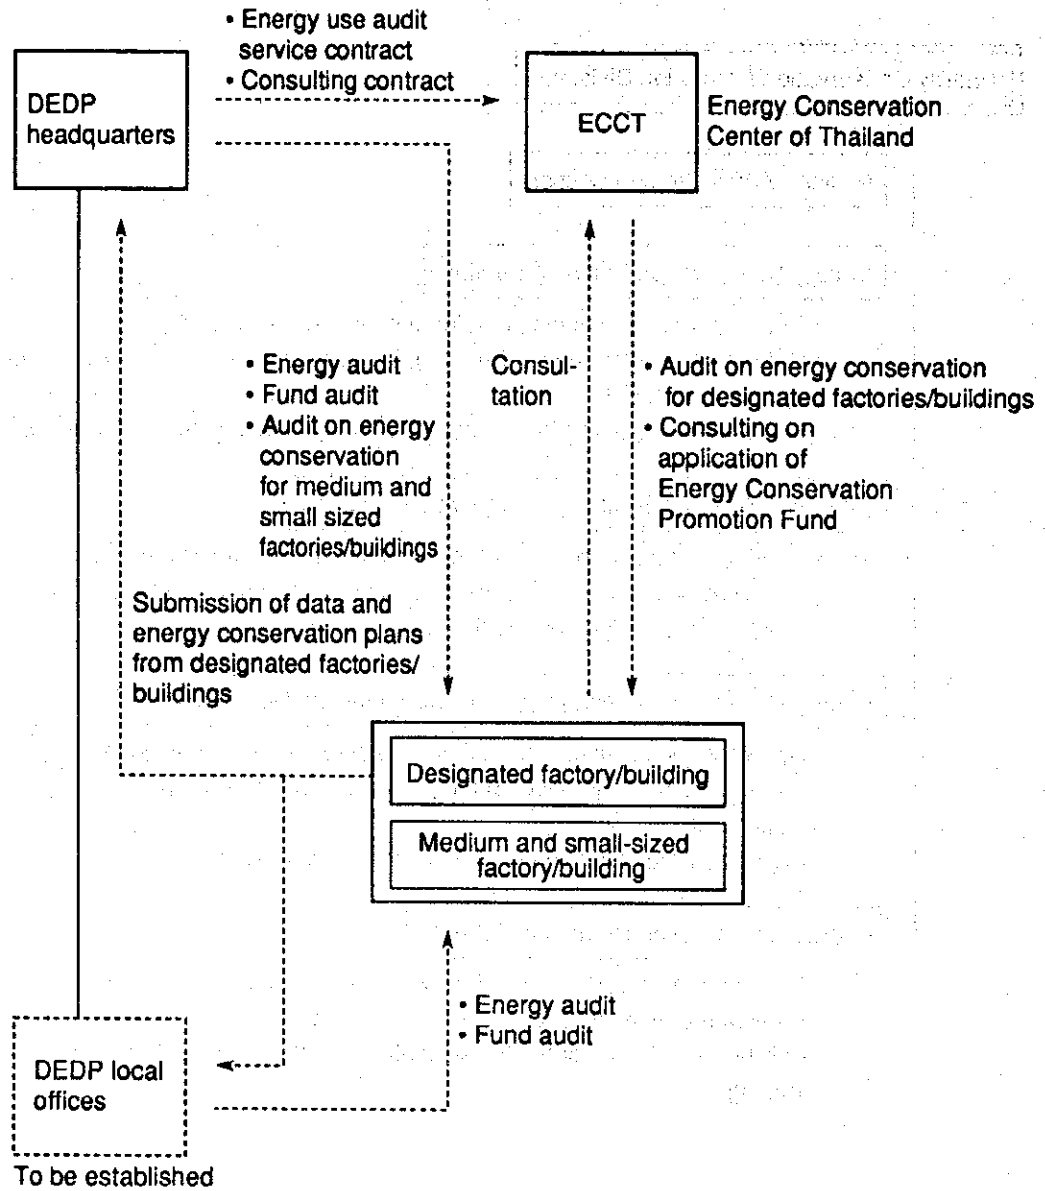 • Energy use audit
service contract
• Consulting contract
DEDP
headquarters
ECCT
Energy Conservation
Center of Thailand
• Energy audit
• Fund audit
• Audit on energy
conservation
for medium and
small sized
factories/buildings
Consul-
tation
• Audit on energy conservation
for designated factories/buildings
• Consulting on
application of
Energy Conservation
Promotion Fund
Submission of data and
energy conservation plans
from designated factories/
buildings
Designated factory/building
Medium and small-sized
factory/building
• Energy audit
• Fund audit
DEDP local
offices
To be established